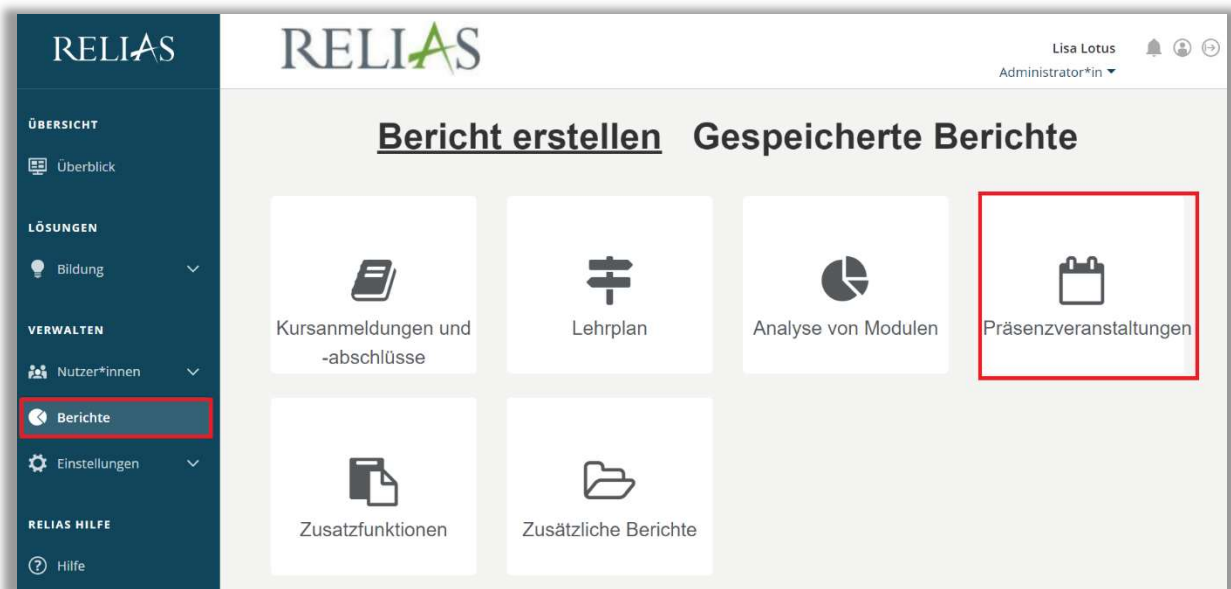 RELIAS
ÜBERSICHT
Überblick
LÖSUNGEN
Bildung
VERWALTEN
Nutzer*innen
Berichte
Einstellungen
RELIAS HILFE
Hilfe
RELIAS
Lisa Lotus
Administrator*in
Bericht erstellen Gespeicherte Berichte
Kursanmeldungen und
-abschlüsse
Lehrplan
Analyse von Modulen
Präsenzveranstaltungen
Zusatzfunktionen
Zusätzliche Berichte